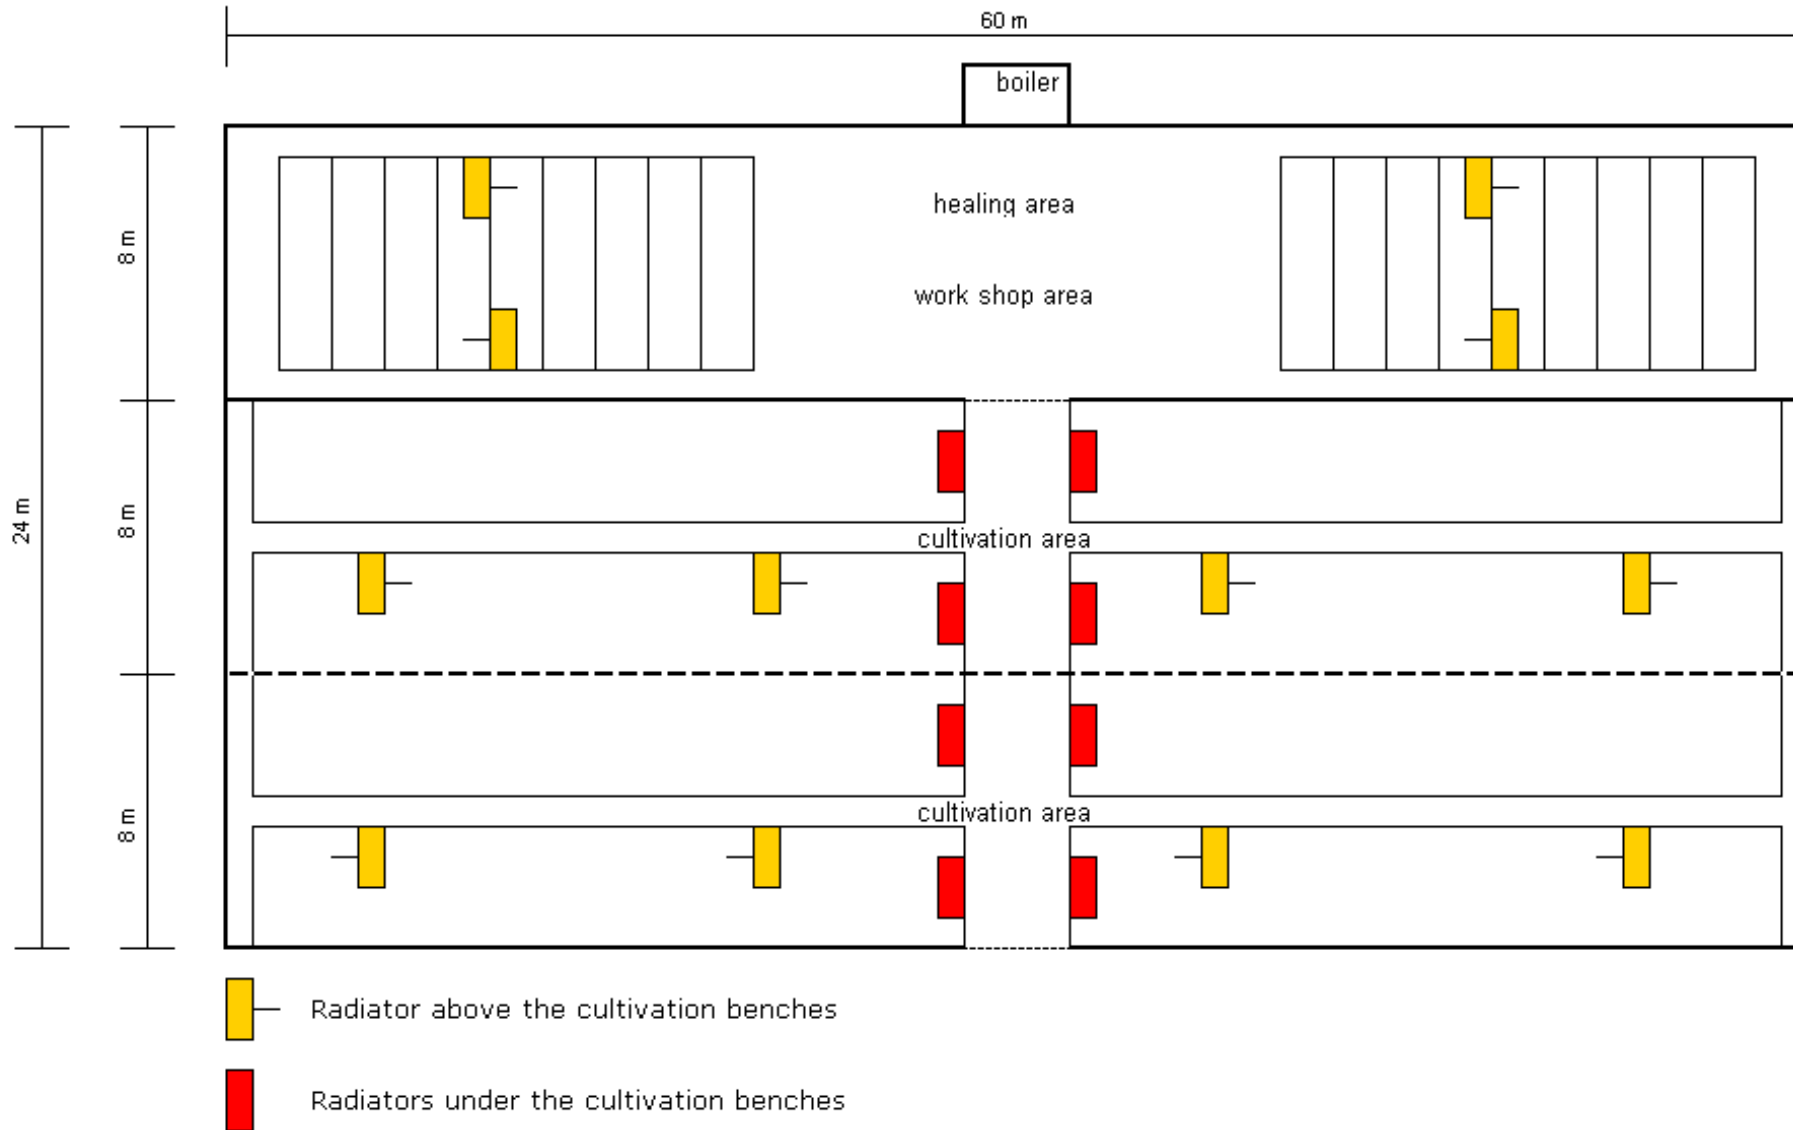 60 m
boiler
healing area
8 m
work shop area
24 m
8 m
cultivation area
8 m
cultivation area
Radiator above the cultivation benches
Radiators under the cultivation benches